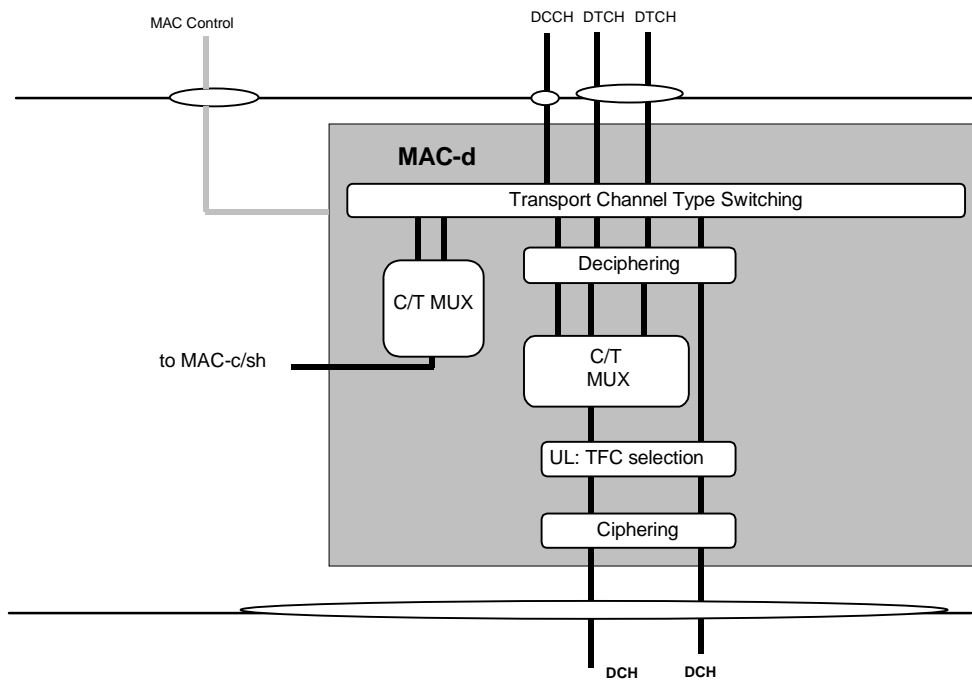 MAC Control
DCCH DTCH DTCH
MAC-d
Transport Channel Type Switching
Deciphering
C/T MUX
C/T
MUX
to MAC-c/sh
UL: TFC selection
Ciphering
DCH
DCH